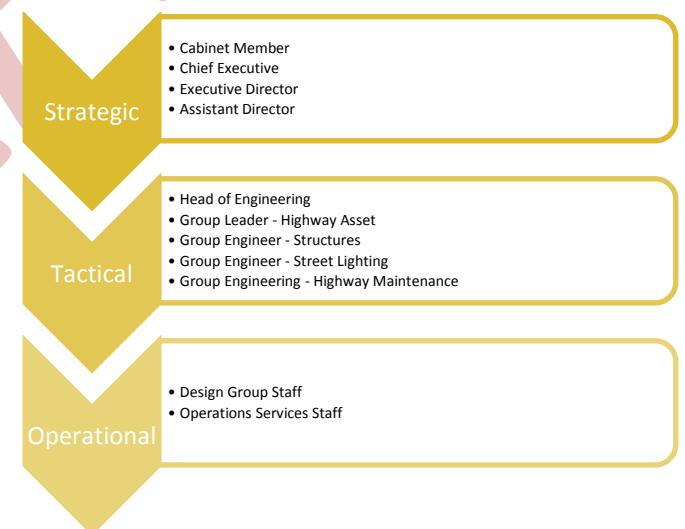 Strategic
• Cabinet Member
• Chief Executive
• Executive Director
• Assistant Director
Tactical
• Head of Engineering
• Group Leader - Highway Asset
• Group Engineer - Structures
• Group Engineer - Street Lighting
• Group Engineering - Highway Maintenance
Operational
• Design Group Staff
• Operations Services Staff